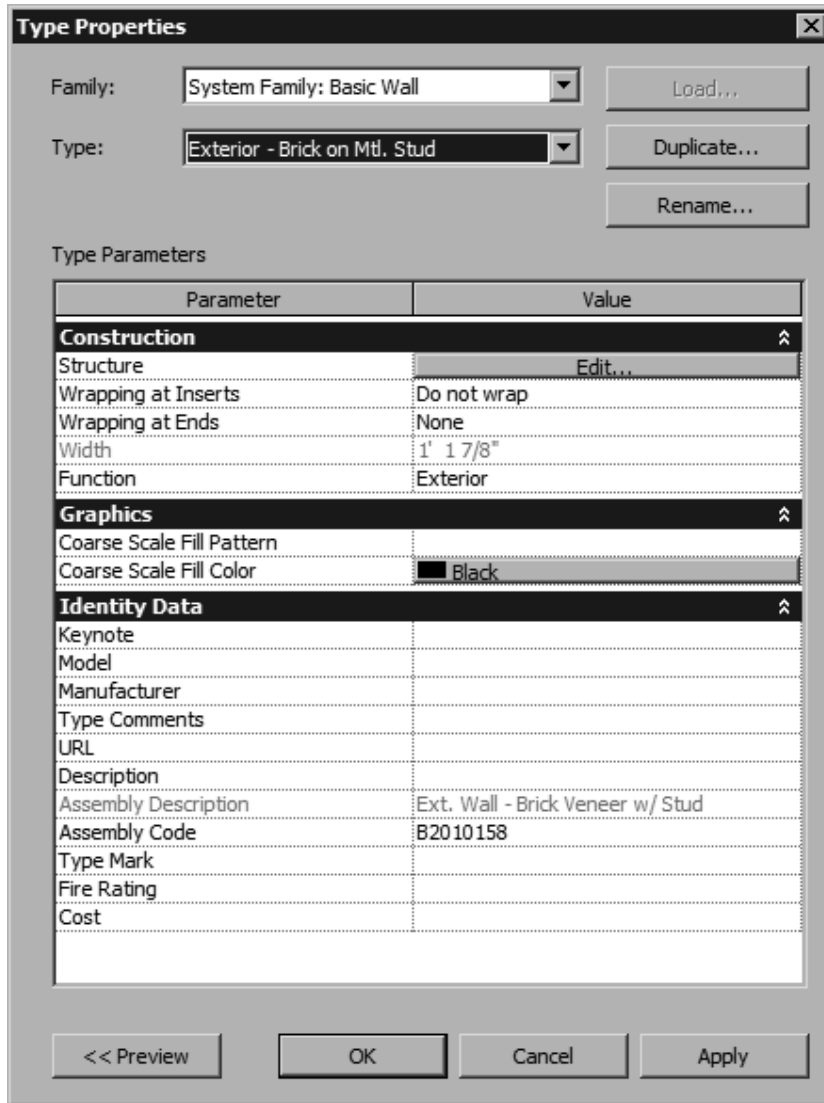 Type Properties
Family: System Family: Basic Wall Load...
Type: Exterior - Brick on Mtl. Stud Duplicate...
Rename...
Type Parameters
Parameter Value
Construction
Structure Edit...
Wrapping at Inserts Do not wrap
Wrapping at Ends None
Width 1' 1 7/8"
Function Exterior
Graphics
Coarse Scale Fill Pattern
Coarse Scale Fill Color Black
Identity Data
Keynote
Model
Manufacturer
Type Comments
URL
Description
Assembly Description Ext. Wall - Brick Veneer w/ Stud
Assembly Code B2010158
Type Mark
Fire Rating
Cost
<< Preview OK Cancel Apply